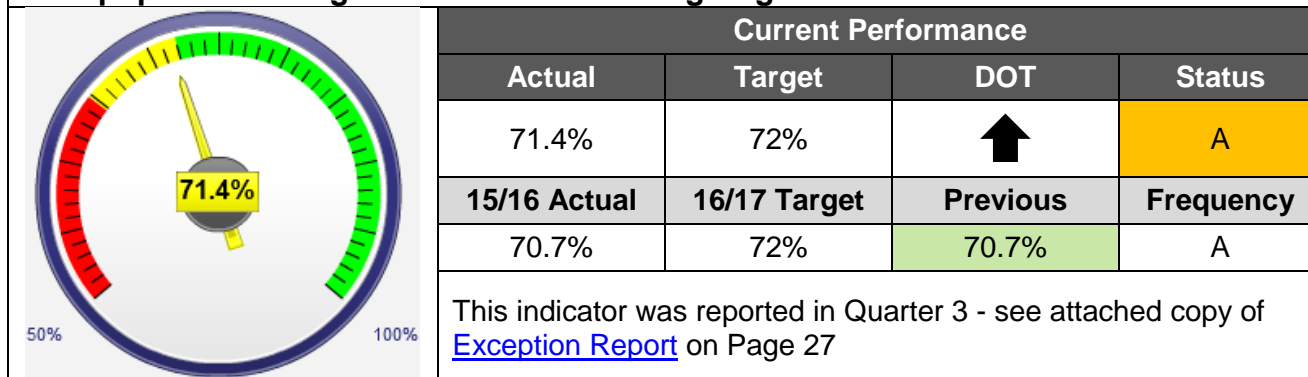 Current Performance
Actual Target DOT Status
71.4% 72% A
15/16 Actual 16/17 Target Previous Frequency
70.7% 72% 70.7% A
71.4%
50% 100%
This indicator was reported in Quarter 3 - see attached copy of
Exception Report on Page 27